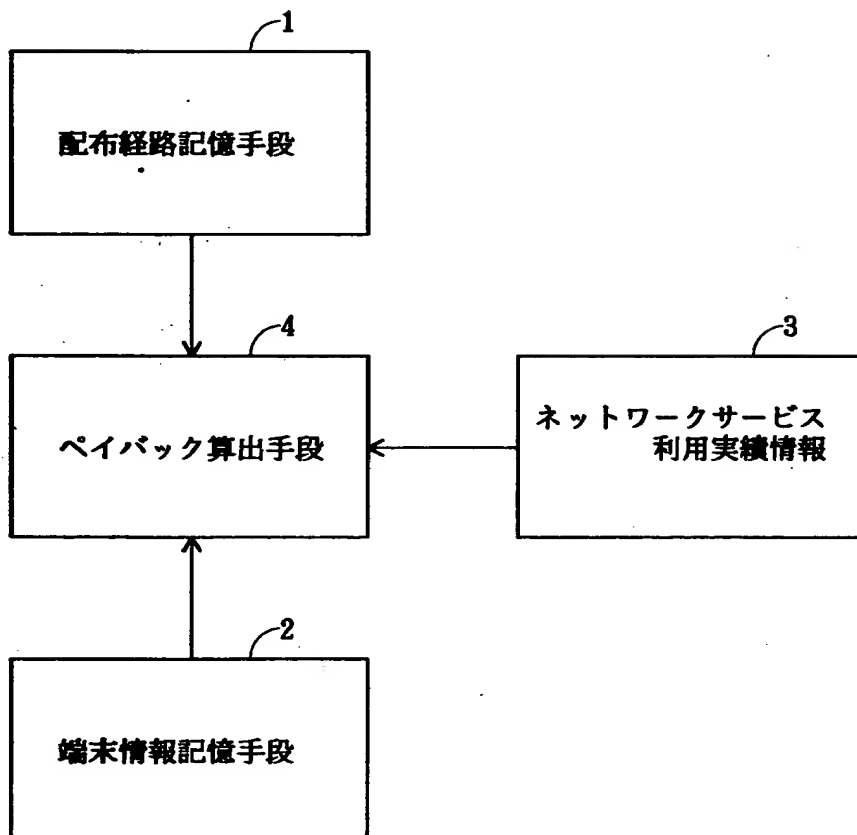 1
配布経路記憶手段
4
ペイバック算出手段
3
ネットワークサービス
利用実績情報
2
端末情報記憶手段